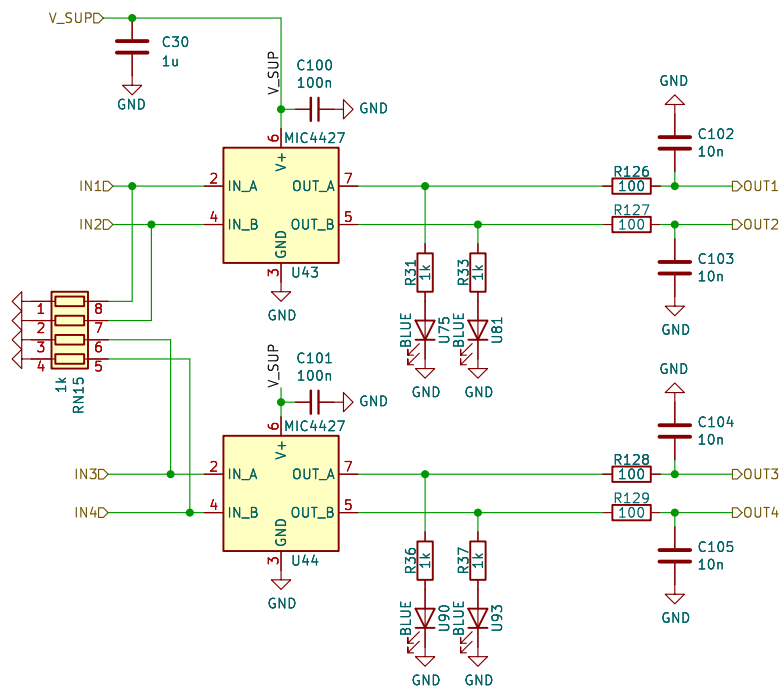 V_SUP
C30
1u
GND
V_SUP
C100
100n
GND
MIC4427
6
V+
IN1
2
IN_A
OUT_A
7
IN2
4
IN_B
OUT_B
5
GND
3
U43
GND
GND
C102
10n
R126
100
OUT1
R127
100
OUT2
C103
10n
GND
R31
1k
R33
1k
BLUE
U75
BLUE
U81
GND
GND
1
8
2
7
3
6
4
5
1k
RN15
V_SUP
C101
100n
GND
MIC4427
6
V+
IN3
2
IN_A
OUT_A
7
IN4
4
IN_B
OUT_B
5
GND
3
U44
GND
GND
C104
10n
R128
100
OUT3
R129
100
OUT4
C105
10n
GND
R36
1k
R37
1k
BLUE
U90
BLUE
U93
GND
GND